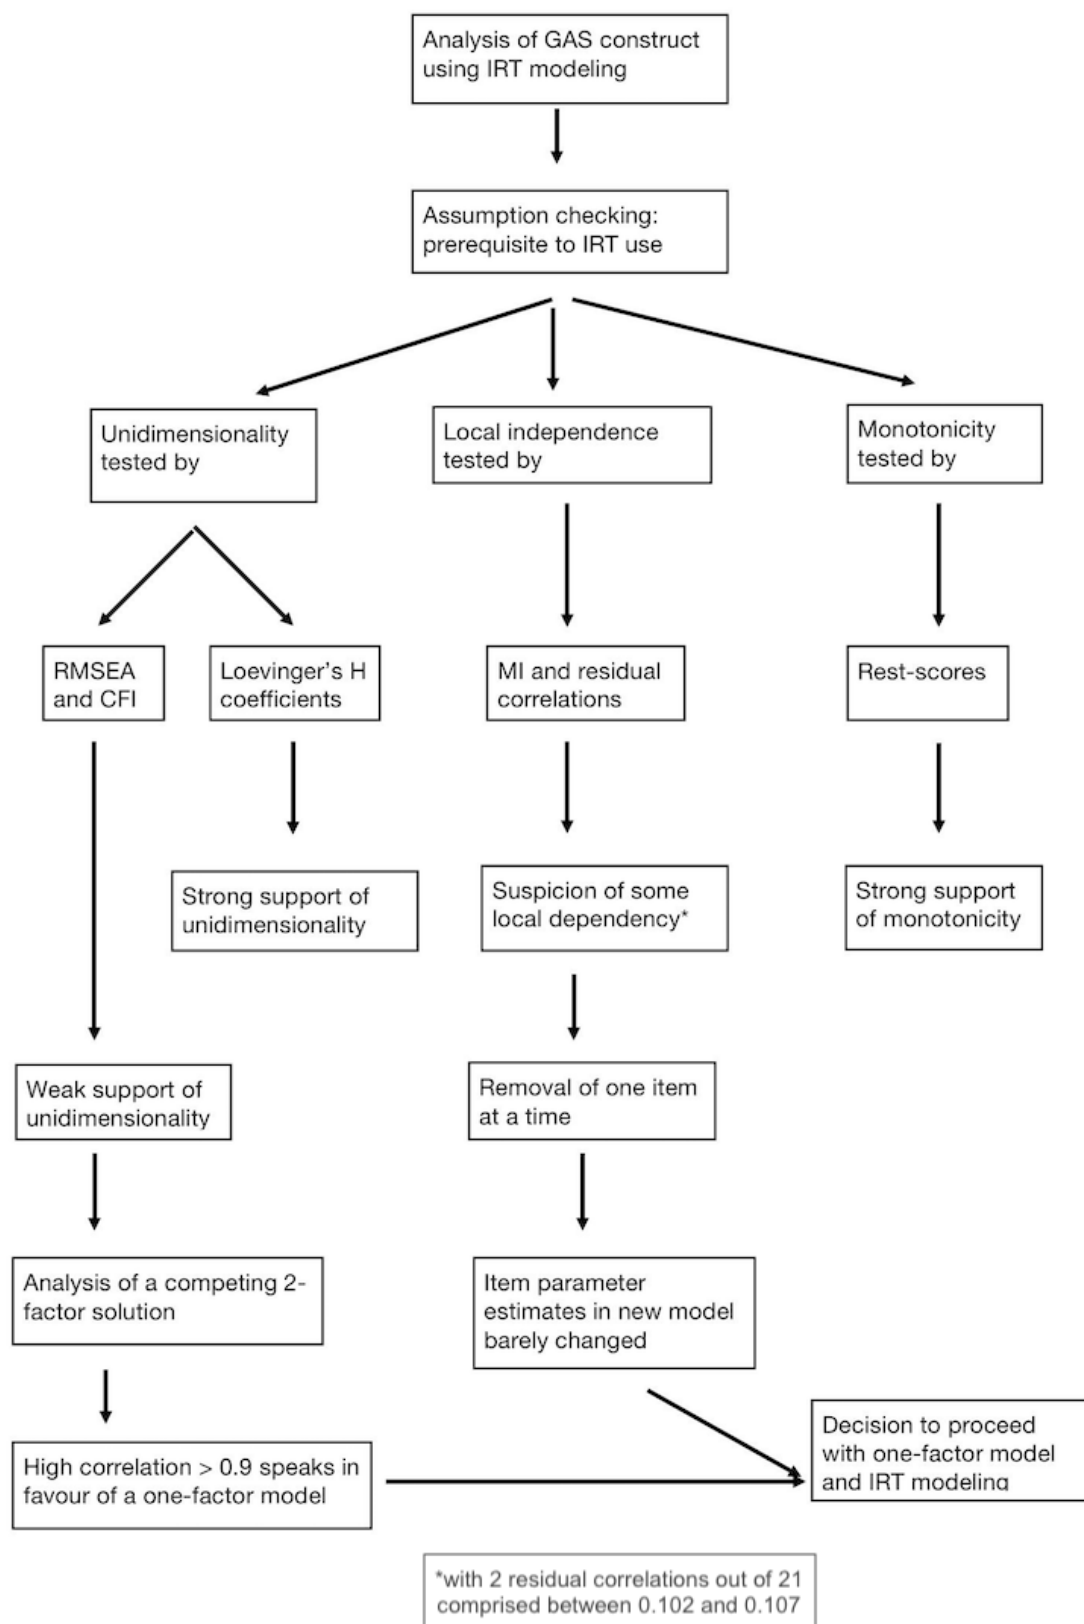 Analysis of GAS construct
using IRT modeling
Assumption checking:
prerequisite to IRT use
Unidimensionality
tested by
Local independence
tested by
Monotonicity
tested by
RMSEA
and CFI
Loevinger's H
coefficients
MI and residual
correlations
Rest-scores
Strong support of
unidimensionality
Suspicion of some
local dependency*
Strong support
of monotonicity
Weak support of
unidimensionality
Removal of one item
at a time
Analysis of a competing 2-
factor solution
Item parameter
estimates in new model
barely changed
High correlation > 0.9 speaks in
favour of a one-factor model
Decision to proceed
with one-factor model
and IRT modeling
*with 2 residual correlations out of 21
comprised between 0.102 and 0.107